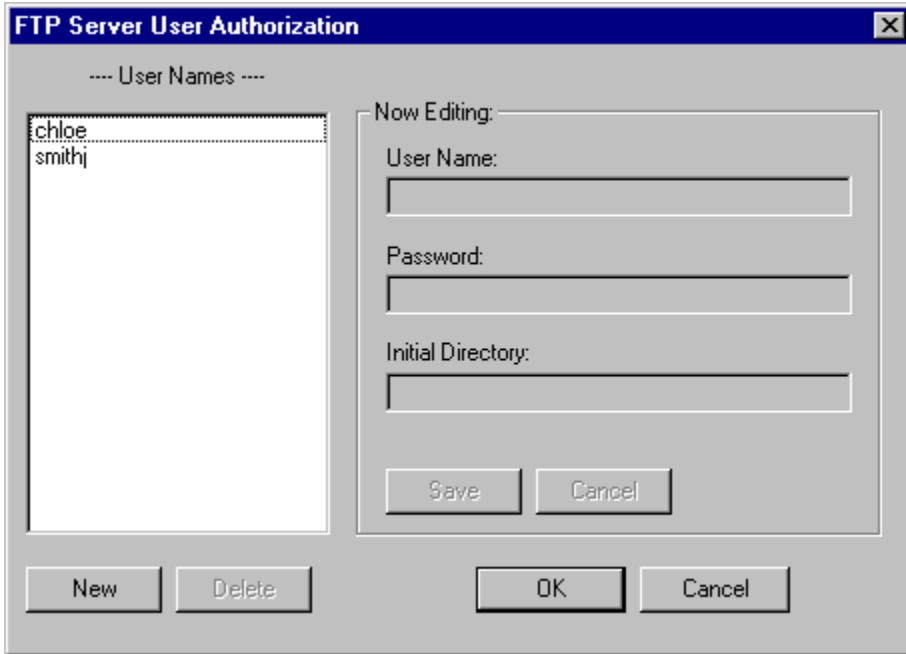 FTP Server User Authorization
---- User Names ----
chloe
smithj
Now Editing:
User Name:
Password:
Initial Directory:
Save
Cancel
New
Delete
OK
Cancel